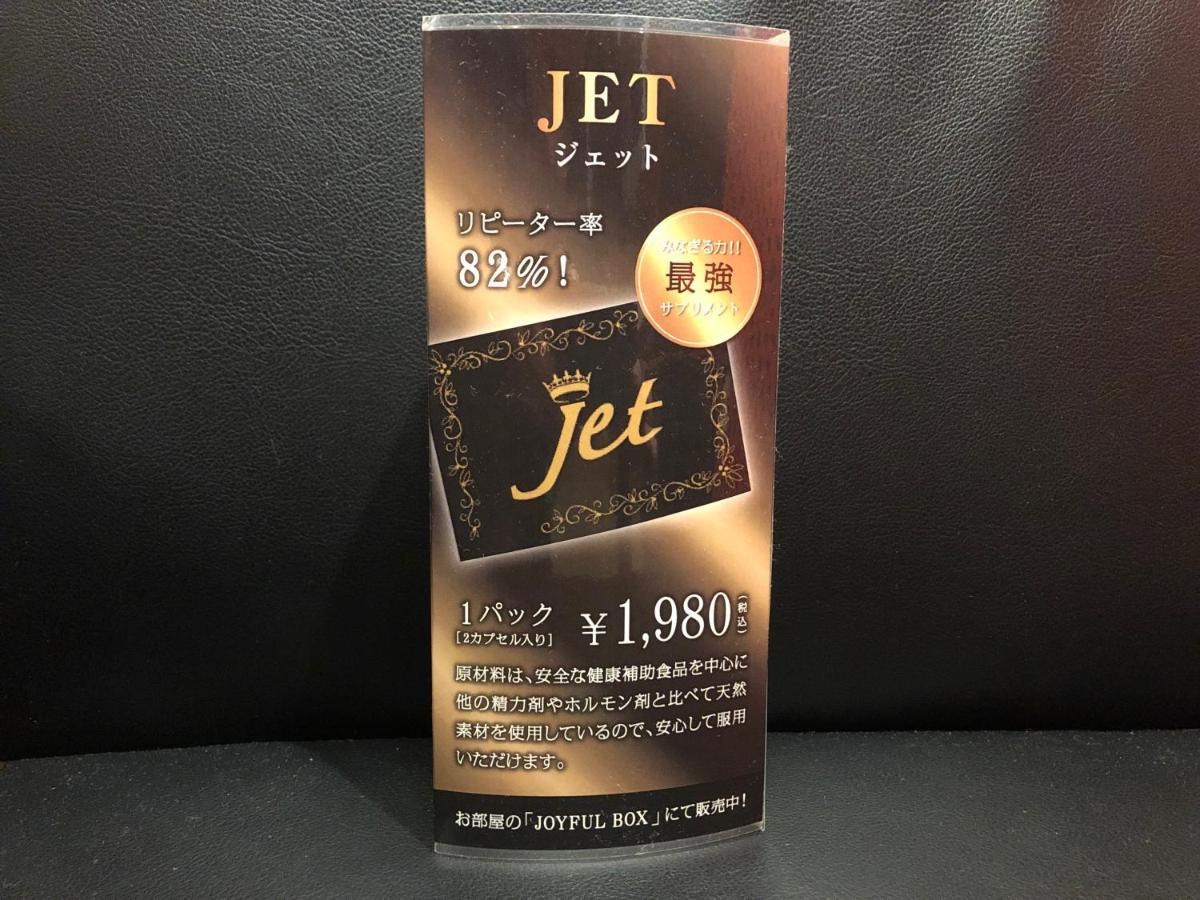 JET
ジェット
リピーター率
82%!
みなぎる力!!
最強
サプリメント
jet
1パック
[2カプセル入り]
¥1,980(税込)
原材料は、安全な健康補助食品を中心に
他の精力剤やホルモン剤と比べて天然
素材を使用しているので、安心して服用
いただけます。
お部屋の「JOYFUL BOX」にて販売中!